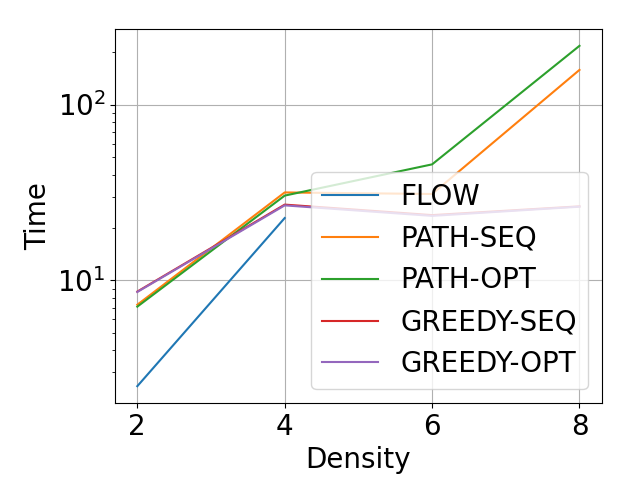 10²
10¹
Time
FLOW
PATH-SEQ
PATH-OPT
GREEDY-SEQ
GREEDY-OPT
2 4 6 8
Density